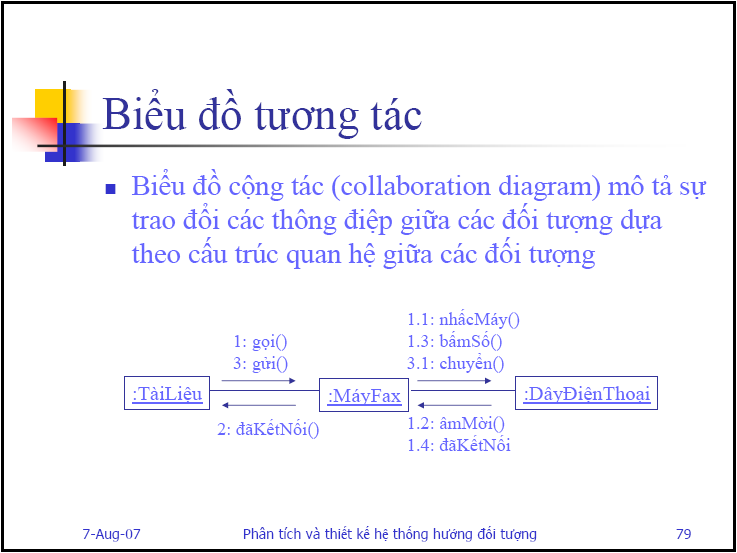 Biểu đồ tương tác
Biểu đồ cộng tác (collaboration diagram) mô tả sự
trao đổi các thông điệp giữa các đối tượng dựa
theo cấu trúc quan hệ giữa các đối tượng
1.1: nhấcMáy()
1: gọi()
1.3: bấmSố()
3: gửi()
3.1: chuyển()
:TàiLiệu
:MáyFax
:DâyĐiệnThoại
2: đãKếtNối()
1.2: âmMời()
1.4: đãKếtNối
7-Aug-07
Phân tích và thiết kế hệ thống hướng đối tượng
79